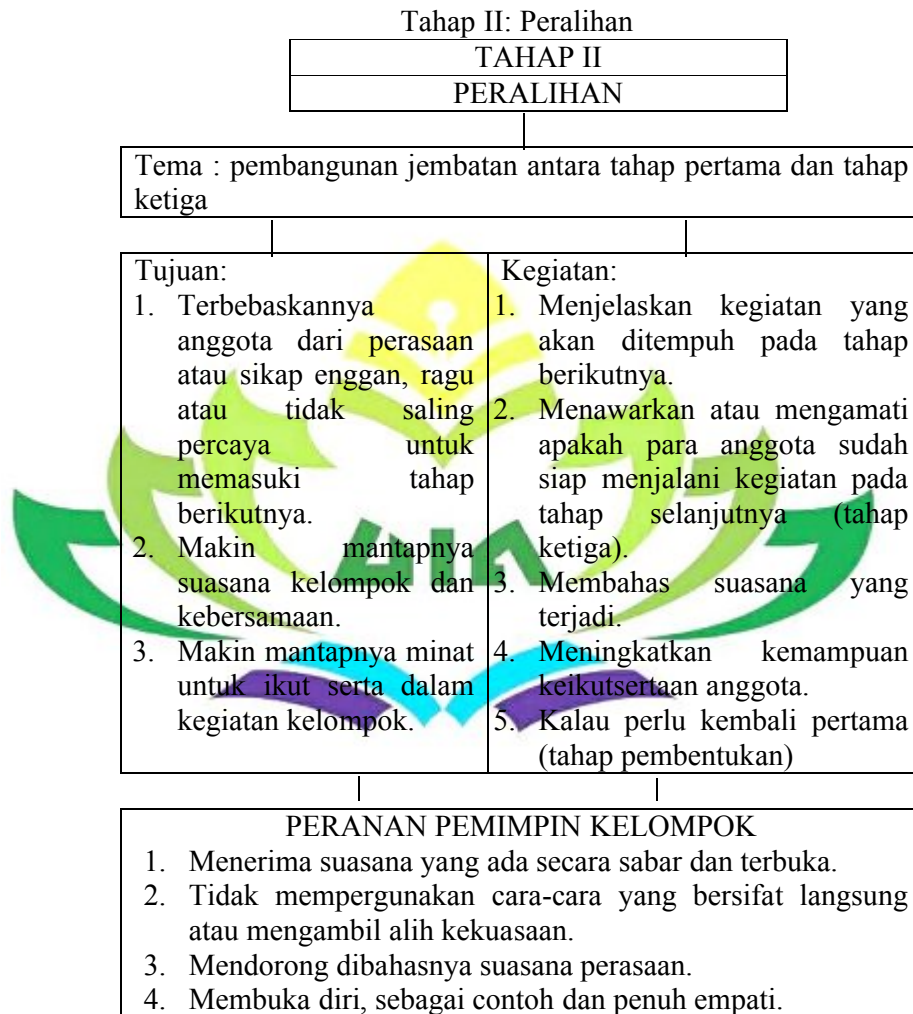 Tahap II: Peralihan
TAHAP II
PERALIHAN
Tema : pembangunan jembatan antara tahap pertama dan tahap
ketiga
Tujuan:
1. Terbebaskannya
anggota dari perasaan
atau sikap enggan, ragu
atau tidak saling
percaya untuk
memasuki tahap
berikutnya.
2. Makin mantapnya
suasana kelompok dan
kebersamaan.
3. Makin mantapnya minat
untuk ikut serta dalam
kegiatan kelompok.
Kegiatan:
1. Menjelaskan kegiatan yang
akan ditempuh pada tahap
berikutnya.
2. Menawarkan atau mengamati
apakah para anggota sudah
siap menjalani kegiatan pada
tahap selanjutnya (tahap
ketiga).
3. Membahas suasana yang
terjadi.
4. Meningkatkan kemampuan
keikutsertaan anggota.
5. Kalau perlu kembali pertama
(tahap pembentukan)
PERANAN PEMIMPIN KELOMPOK
1. Menerima suasana yang ada secara sabar dan terbuka.
2. Tidak mempergunakan cara-cara yang bersifat langsung
atau mengambil alih kekuasaan.
3. Mendorong dibahasnya suasana perasaan.
4. Membuka diri, sebagai contoh dan penuh empati.